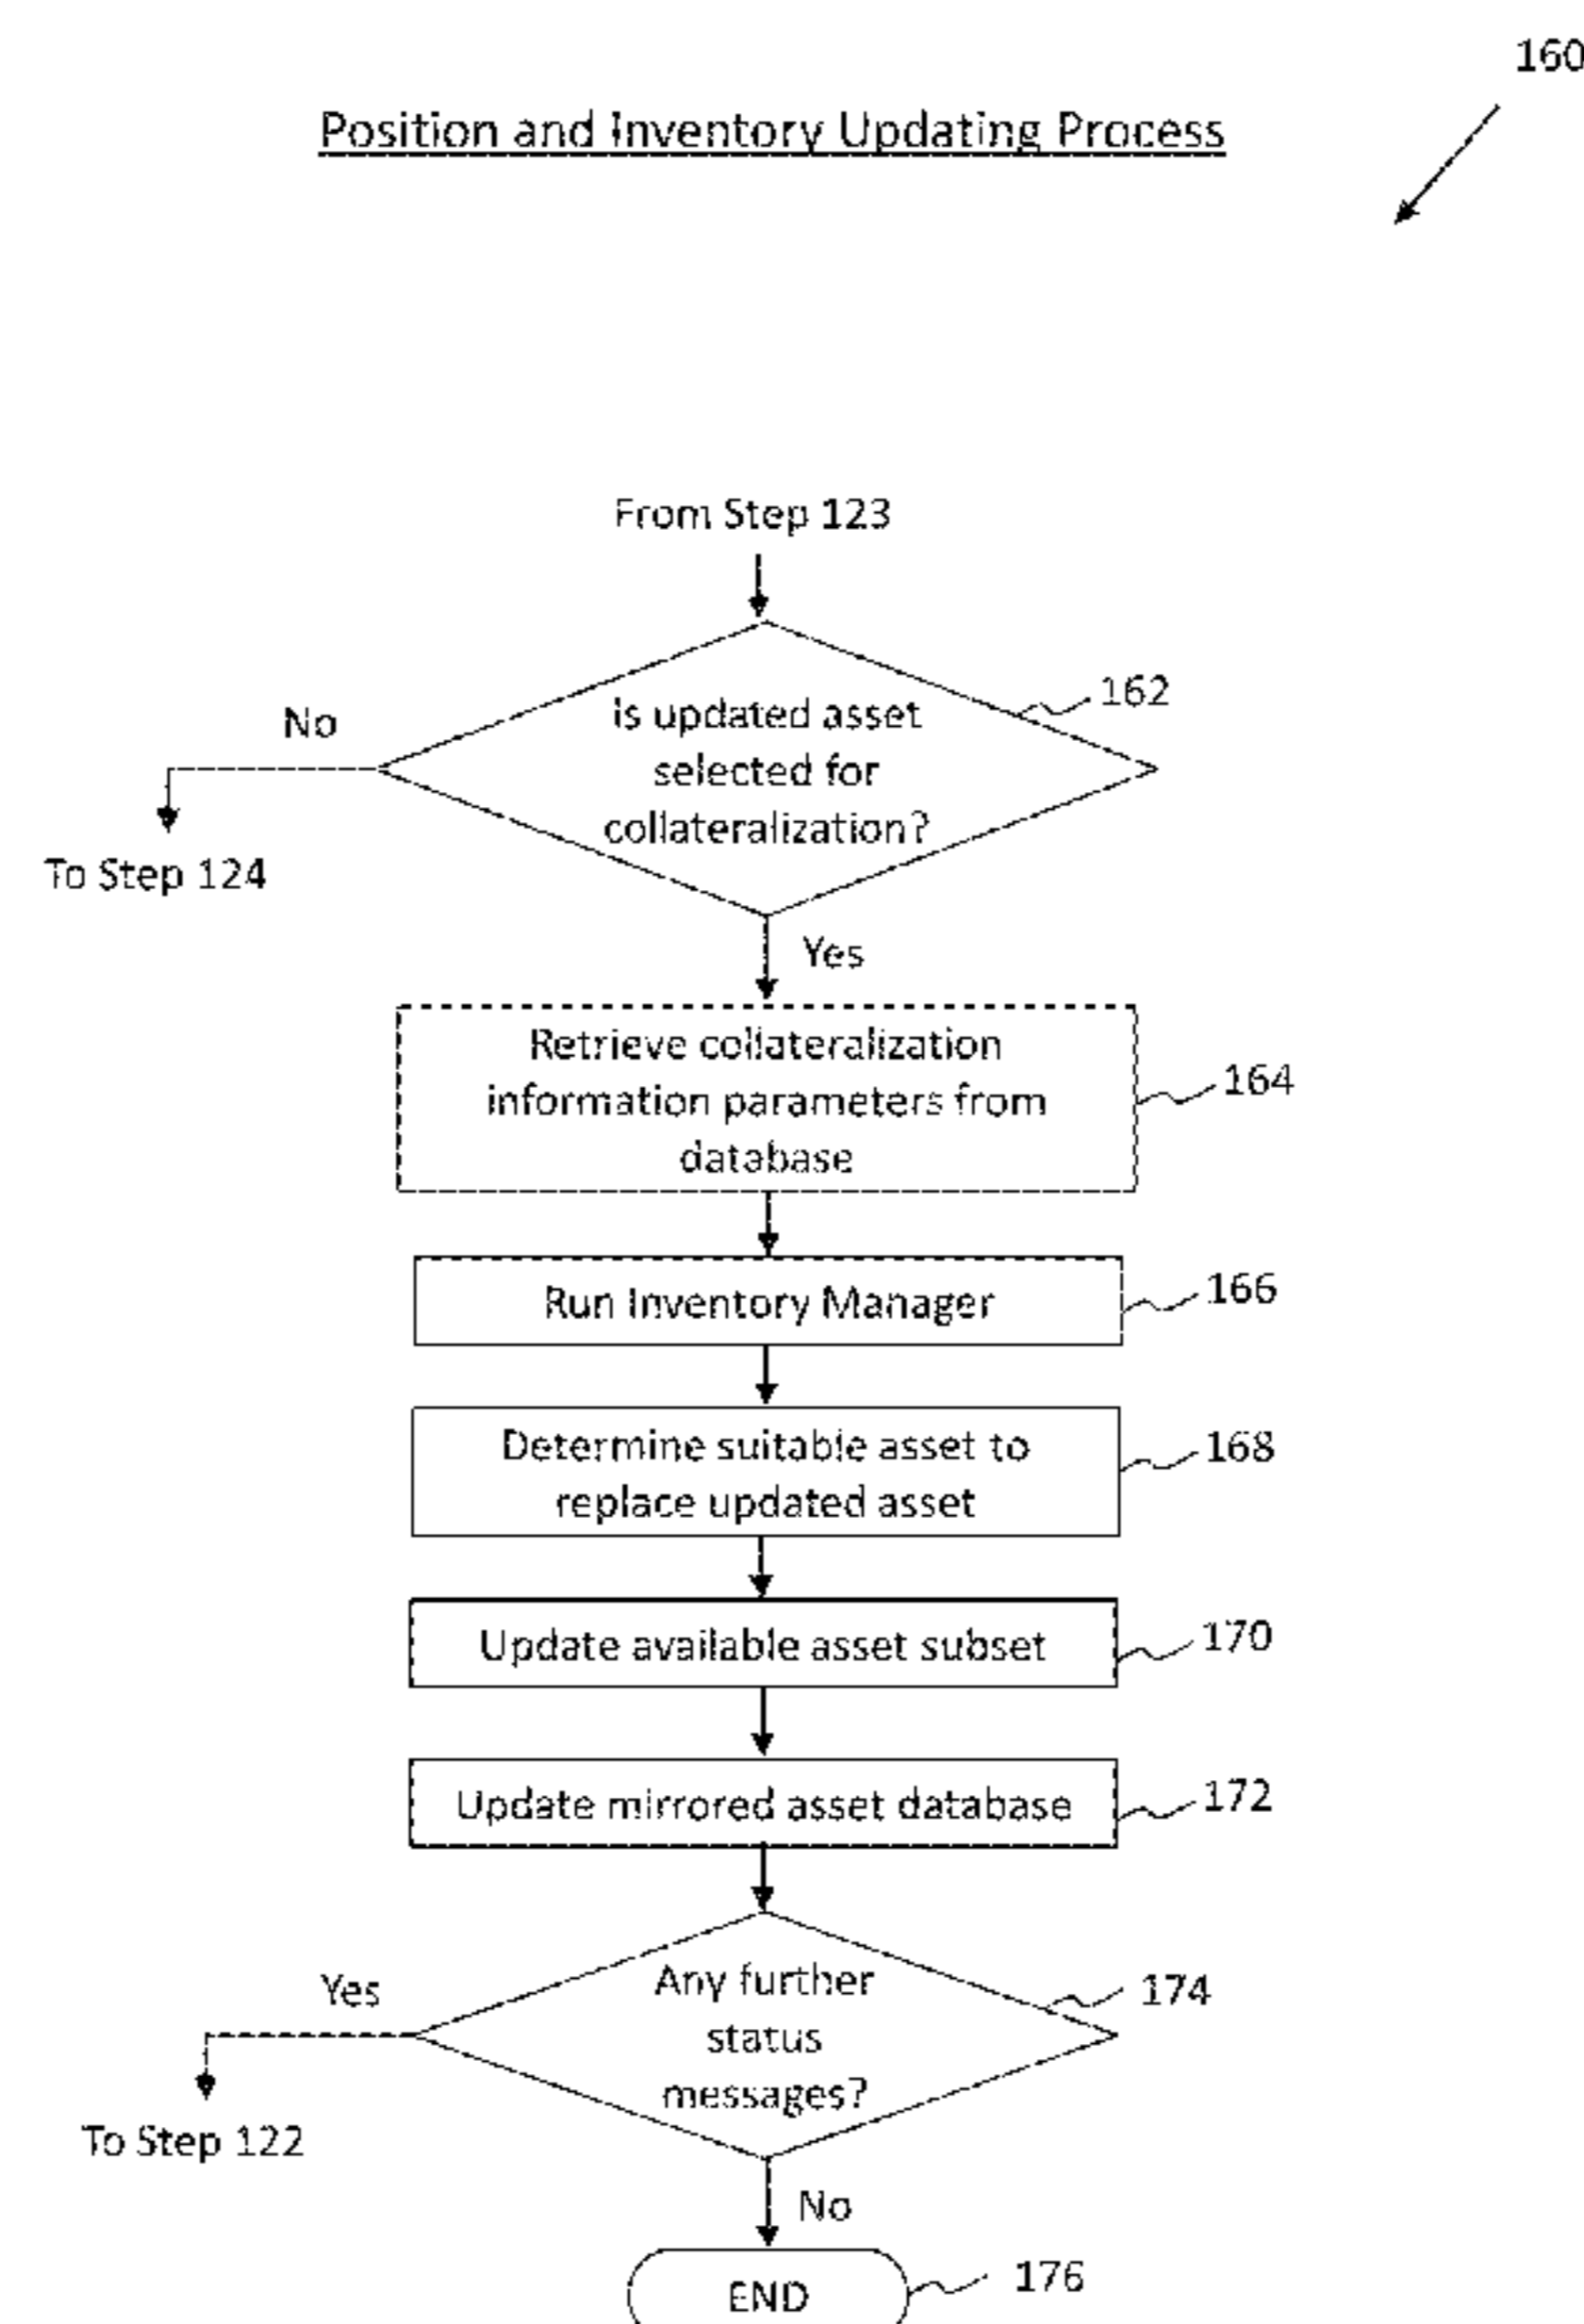 160
Position and Inventory Updating Process
From Step 123
162
No
is updated asset
selected for
collateralization?
To Step 124
Yes
Retrieve collateralization
information parameters from
database
164
Run Inventory Manager
166
Determine suitable asset to
replace updated asset
168
Update available asset subset
170
Update mirrored asset database
172
Yes
Any further
status
messages?
174
To Step 122
No
END
176